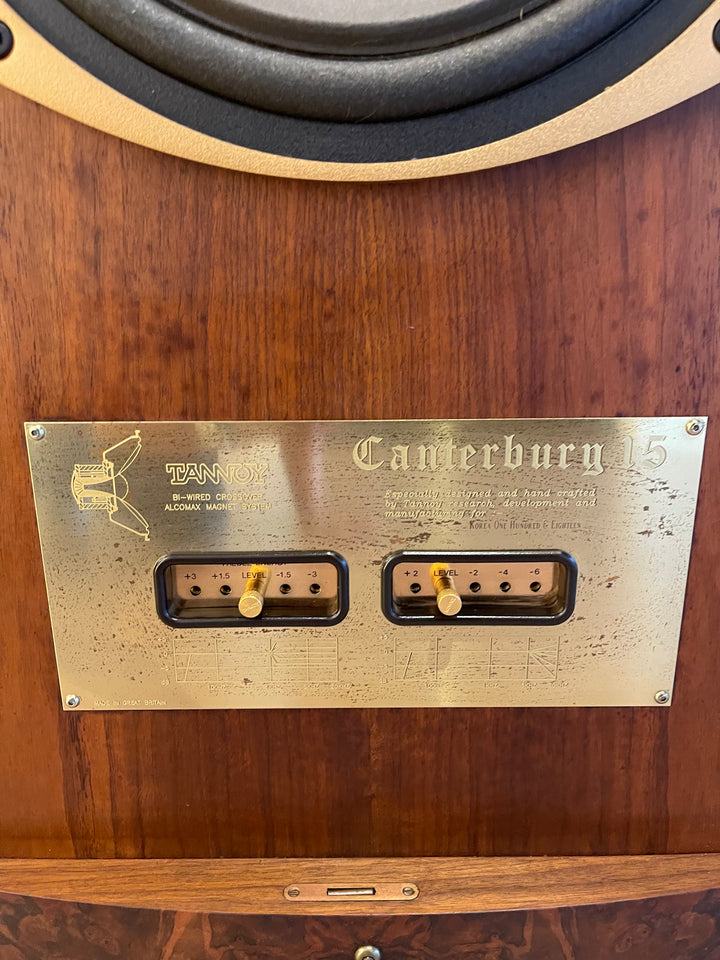 Canterbury 15
TANNOY
BI-WIRED CROSSOVER
ALCOMAX MAGNET SYSTEM
Especially designed and hand crafted
by Tannoy research, development and
manufacturing for :-
KOREA ONE HUNDRED & EIGHTEEN
+3 +1.5 LEVEL -1.5 -3
+2 LEVEL -2 -4 -6
MADE IN GREAT BRITAIN